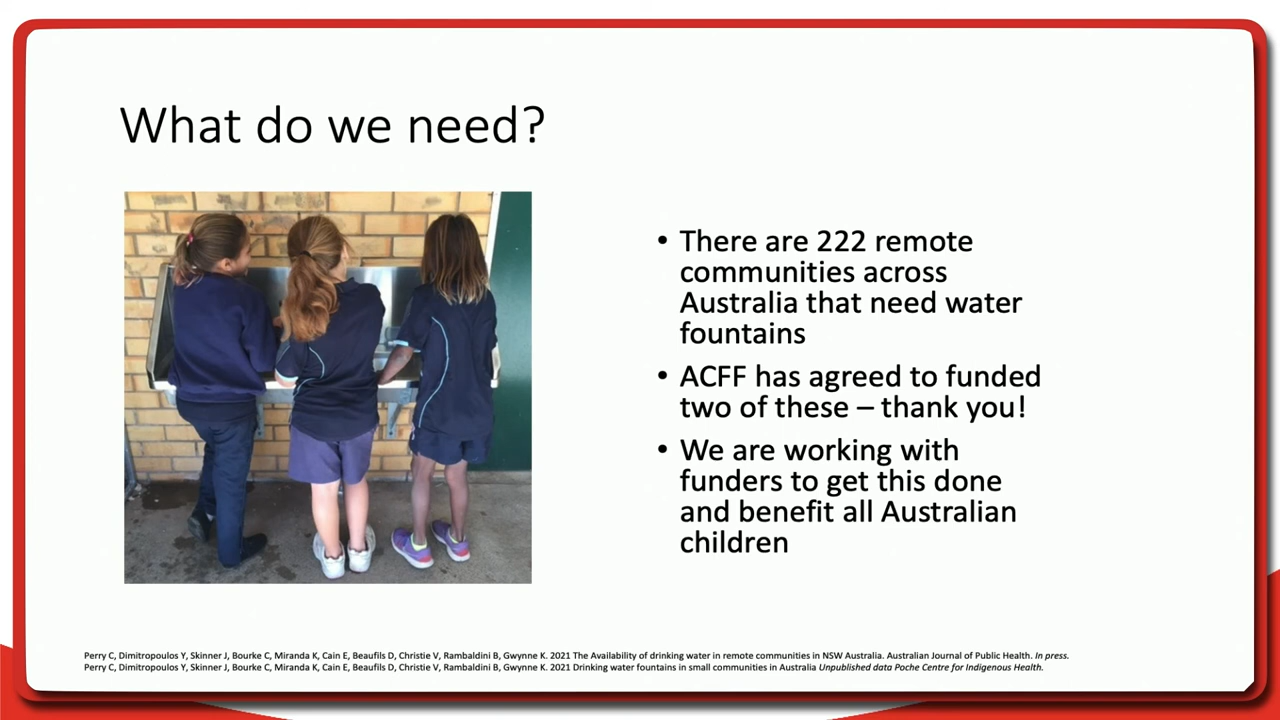 What do we need?
• There are 222 remote
communities across
Australia that need water
fountains
• ACFF has agreed to funded
two of these – thank you!
• We are working with
funders to get this done
and benefit all Australian
children
Perry C, Dimitropoulos Y, Skinner J, Bourke C, Miranda K, Cain E, Beaufils D, Christie V, Rambaldini B, Gwynne K. 2021 The Availability of drinking water in remote communities in NSW Australia. Australian Journal of Public Health. In press.
Perry C, Dimitropoulos Y, Skinner J, Bourke C, Miranda K, Cain E, Beaufils D, Christie V, Rambaldini B, Gwynne K. 2021 Drinking water fountains in small communities in Australia Unpublished data Poche Centre for Indigenous Health.